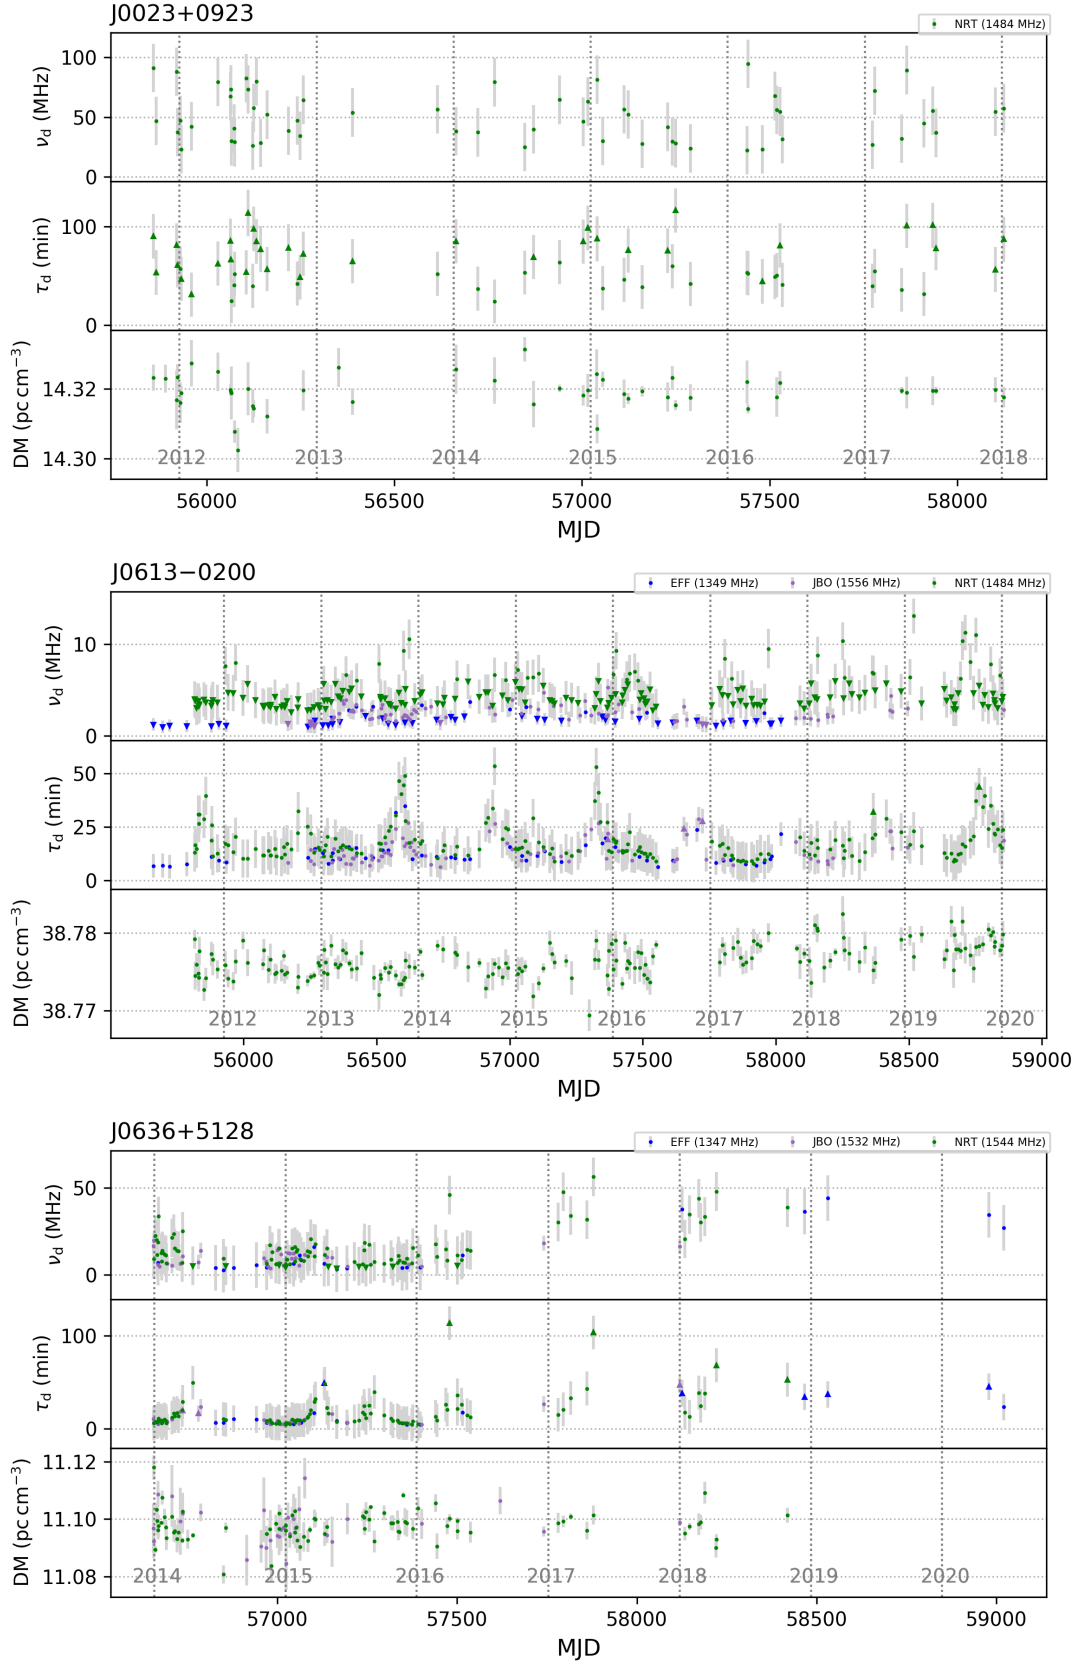 J0023+0923
NRT (1484 MHz)
100
50
0
ν_d (MHz)
100
0
τ_d (min)
14.32
14.30
DM (pc cm⁻³)
2012 2013 2014 2015 2016 2017 2018
56000 56500 57000 57500 58000
MJD
J0613−0200
EFF (1349 MHz) JBO (1556 MHz) NRT (1484 MHz)
10
0
ν_d (MHz)
50
25
0
τ_d (min)
38.78
38.77
DM (pc cm⁻³)
2012 2013 2014 2015 2016 2017 2018 2019 2020
56000 56500 57000 57500 58000 58500 59000
MJD
J0636+5128
EFF (1347 MHz) JBO (1532 MHz) NRT (1544 MHz)
50
0
ν_d (MHz)
100
0
τ_d (min)
11.12
11.10
11.08
DM (pc cm⁻³)
2014 2015 2016 2017 2018 2019 2020
57000 57500 58000 58500 59000
MJD